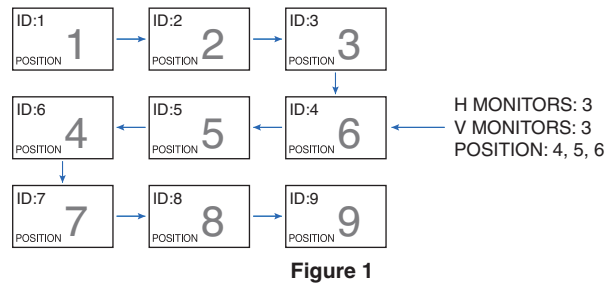 ID:1
POSITION 1
ID:2
POSITION 2
ID:3
POSITION 3
ID:6
POSITION 4
ID:5
POSITION 5
ID:4
POSITION 6
H MONITORS: 3
V MONITORS: 3
POSITION: 4, 5, 6
ID:7
POSITION 7
ID:8
POSITION 8
ID:9
POSITION 9
Figure 1